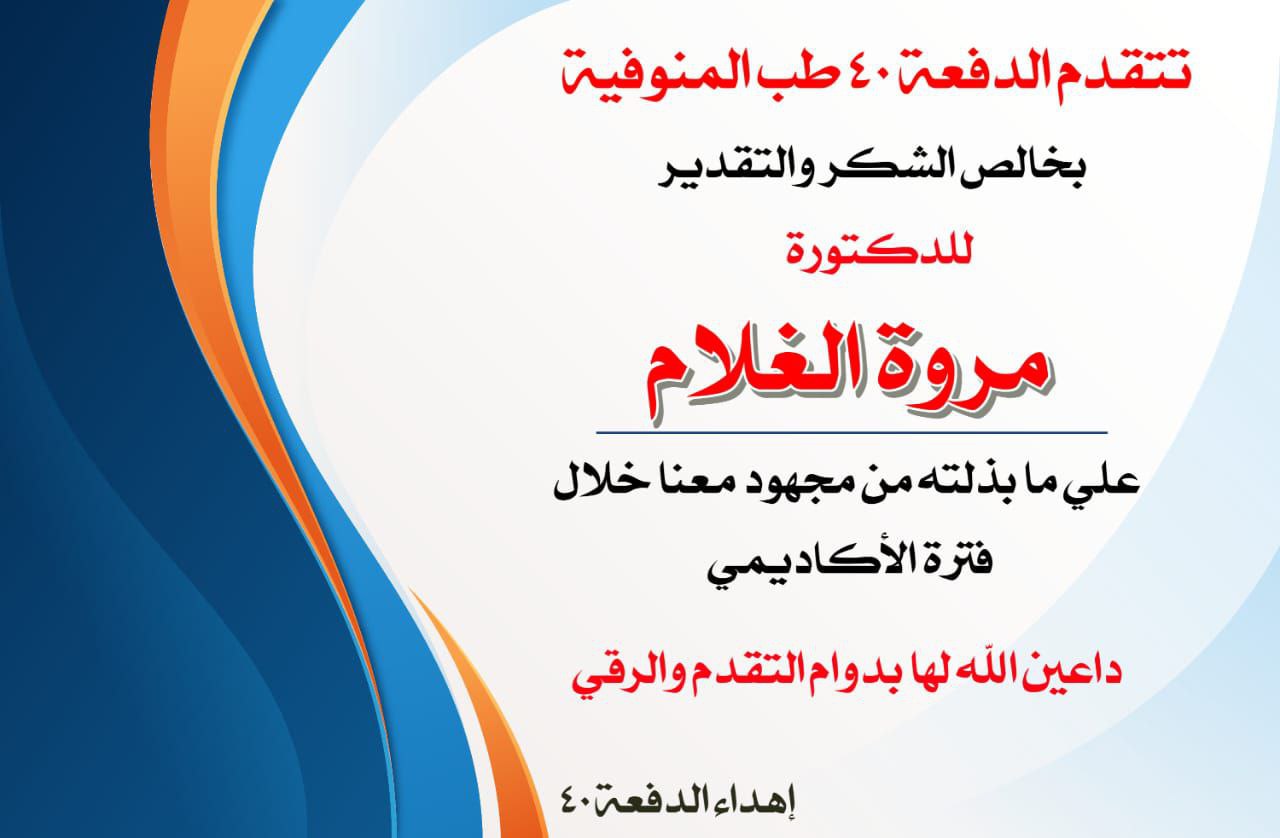 تتقدم الدفعة ٤٠ طب المنوفية
بخالص الشكر والتقدير
للدكتورة
مروة الغلام
علي ما بذلته من مجهود معنا خلال
فترة الأكاديمي
داعين الله لها بدوام التقدم والرقي
إهداء الدفعة ٤٠